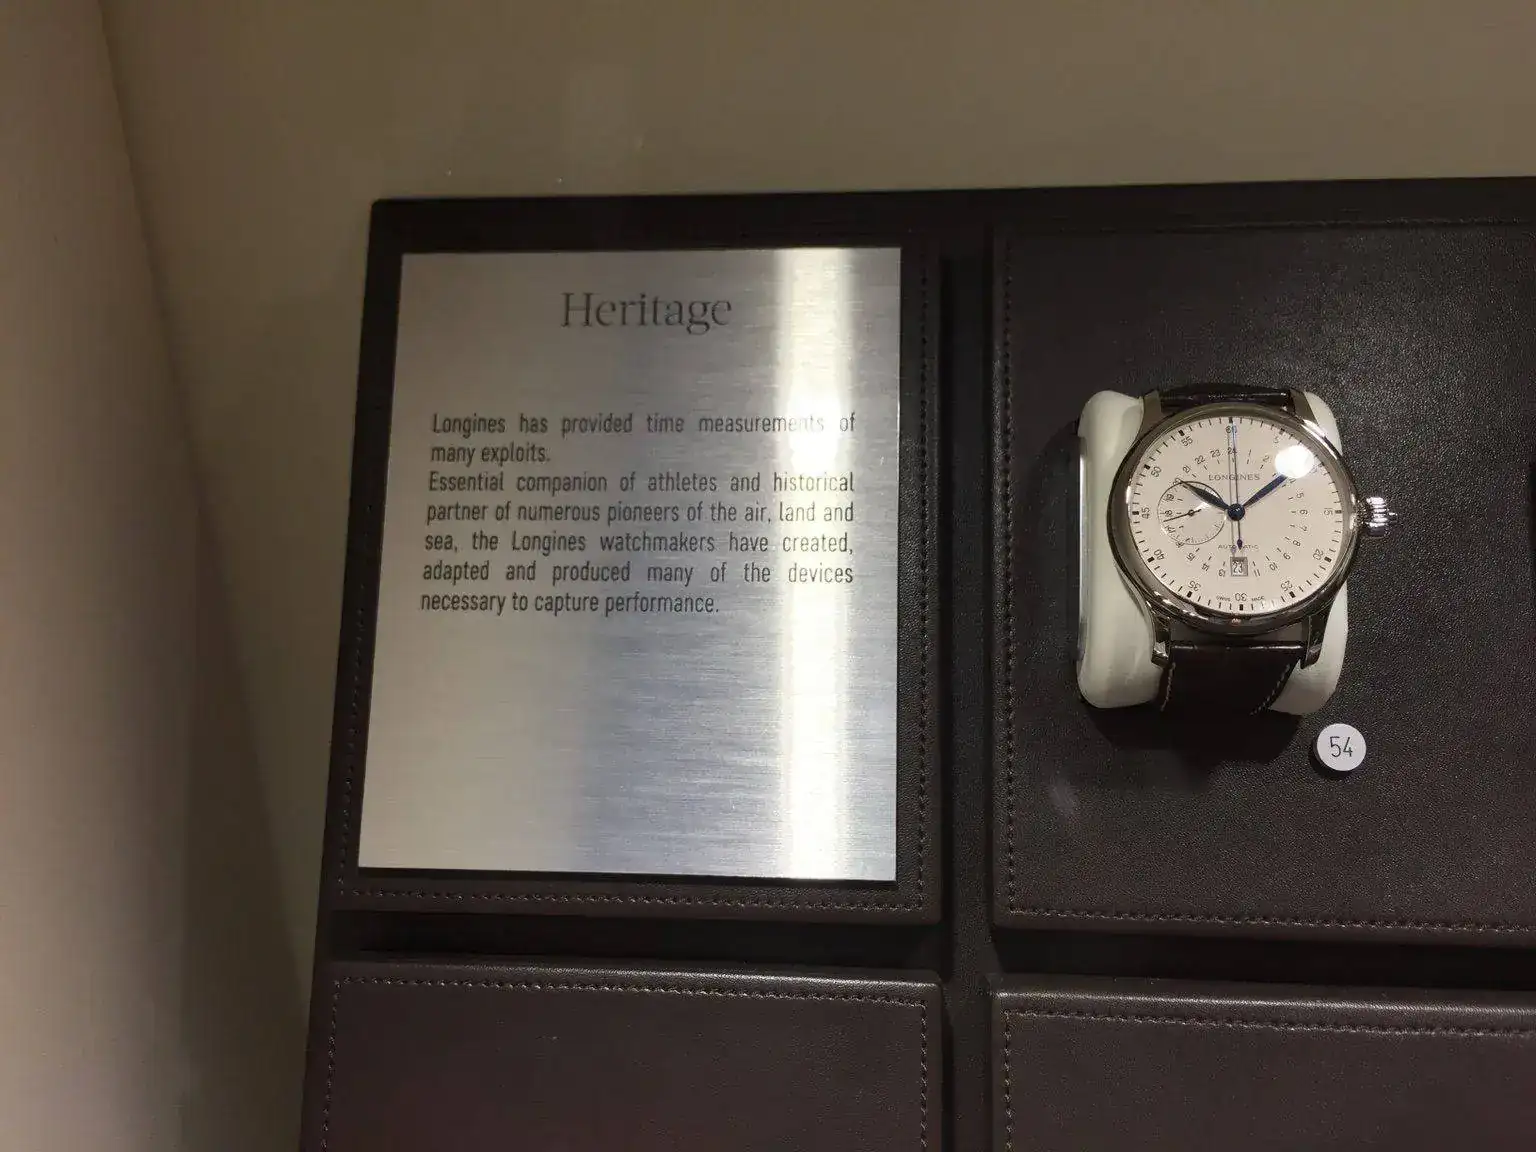 Heritage
Longines has provided time measurements of
many exploits.
Essential companion of athletes and historical
partner of numerous pioneers of the air, land and
sea, the Longines watchmakers have created,
adapted and produced many of the devices
necessary to capture performance.
LONGINES
AUTOMATIC
23
54